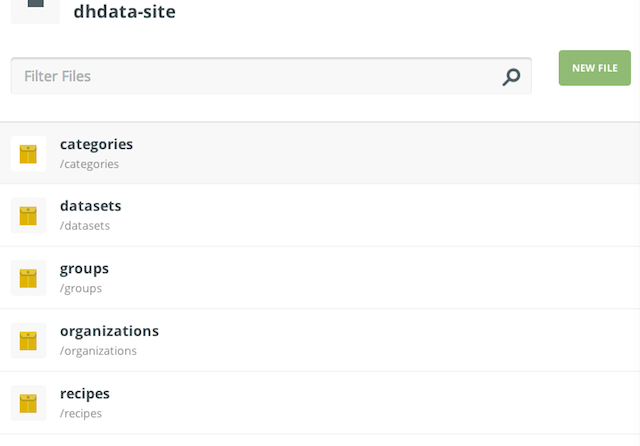 dhdata-site
Filter Files
NEW FILE
categories
/categories
datasets
/datasets
groups
/groups
organizations
/organizations
recipes
/recipes